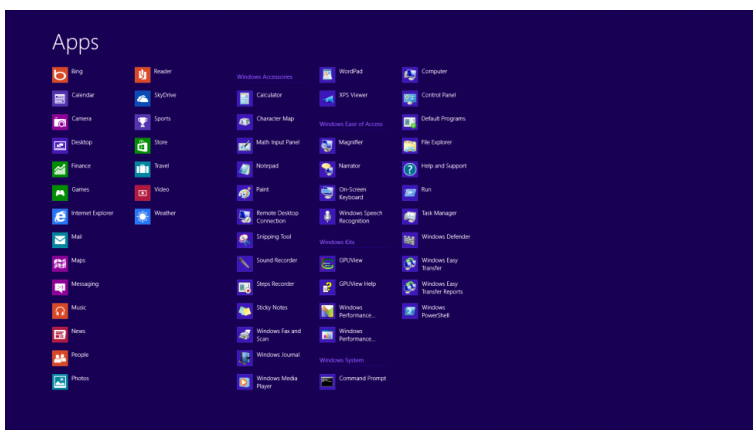 Apps
Bing
Calendar
Camera
Desktop
Finance
Games
Internet Explorer
Mail
Maps
Messaging
Music
News
People
Photos
Reader
SkyDrive
Sports
Store
Travel
Video
Weather
Windows Accessories
Calculator
Character Map
Math Input Panel
Notepad
Paint
Remote Desktop
Connection
Snipping Tool
Sound Recorder
Steps Recorder
Sticky Notes
Windows Fax and
Scan
Windows Journal
Windows Media
Player
WordPad
XPS Viewer
Windows Ease of Access
Magnifier
Narrator
On-Screen
Keyboard
Windows Speech
Recognition
Windows Kits
GPUView
GPUView Help
Windows
Performance...
Windows
Performance...
Windows System
Command Prompt
Computer
Control Panel
Default Programs
File Explorer
Help and Support
Run
Task Manager
Windows Defender
Windows Easy
Transfer
Windows Easy
Transfer Reports
Windows
PowerShell